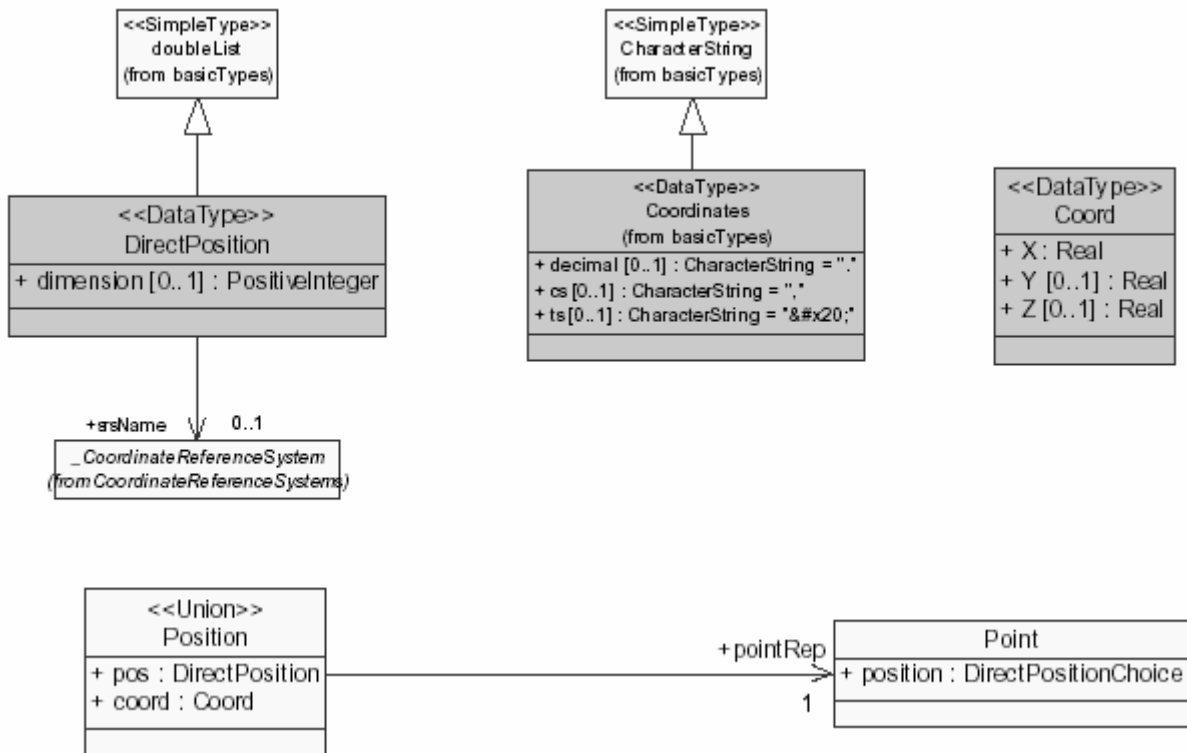 <<SimpleType>>
doubleList
(from basicTypes)
<<SimpleType>>
CharacterString
(from basicTypes)
<<DataType>>
DirectPosition
+ dimension [0..1] : PositiveInteger
<<DataType>>
Coordinates
(from basicTypes)
+ decimal [0..1] : CharacterString = "."
+ cs [0..1] : CharacterString = ","
+ ts [0..1] : CharacterString = "&#x20;"
<<DataType>>
Coord
+ X : Real
+ Y [0..1] : Real
+ Z [0..1] : Real
+srsName 0..1
_CoordinateReferenceSystem
(from CoordinateReferenceSystems)
<<Union>>
Position
+ pos : DirectPosition
+ coord : Coord
+pointRep
1
Point
+ position : DirectPositionChoice